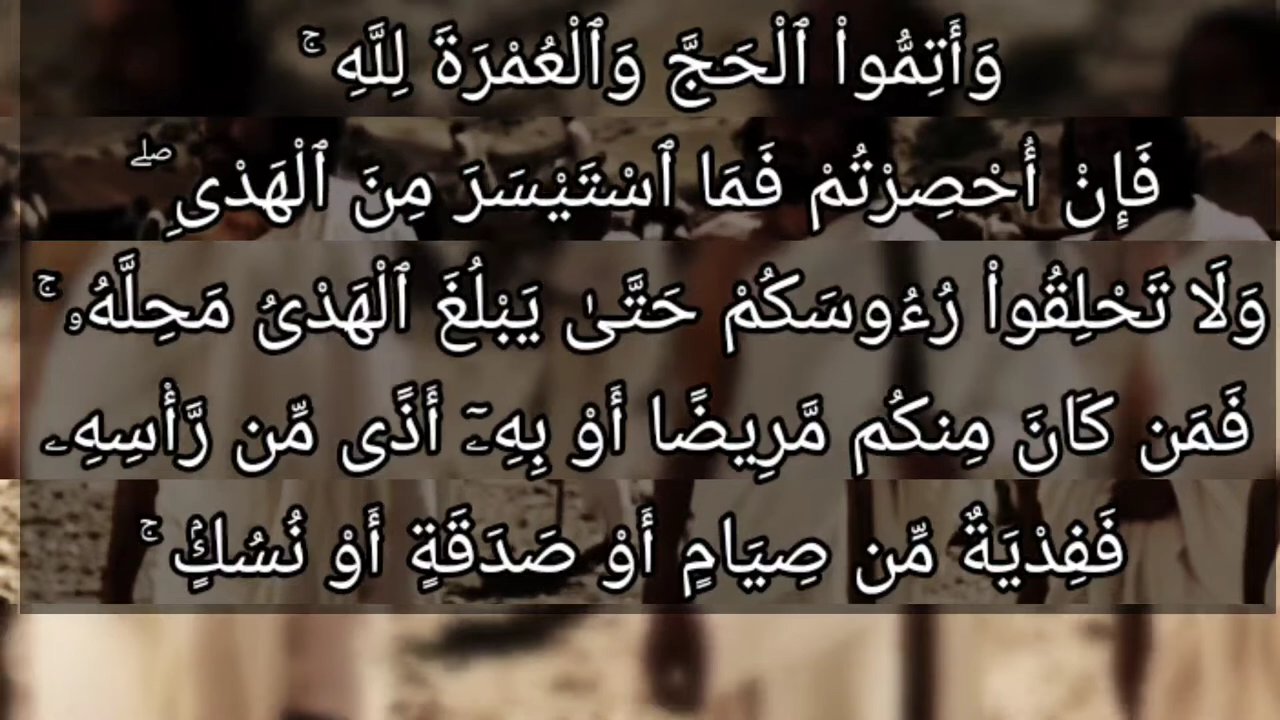 وَأَتِمُّوا۟ ٱلْحَجَّ وَٱلْعُمْرَةَ لِلَّهِ ۚ
فَإِنْ أُحْصِرْتُمْ فَمَا ٱسْتَيْسَرَ مِنَ ٱلْهَدْىِ ۖ
وَلَا تَحْلِقُوا۟ رُءُوسَكُمْ حَتَّىٰ يَبْلُغَ ٱلْهَدْىُ مَحِلَّهُۥ ۚ
فَمَن كَانَ مِنكُم مَّرِيضًا أَوْ بِهِۦٓ أَذًى مِّن رَّأْسِهِۦ
فَفِدْيَةٌ مِّن صِيَامٍ أَوْ صَدَقَةٍ أَوْ نُسُكٍۢ ۚ